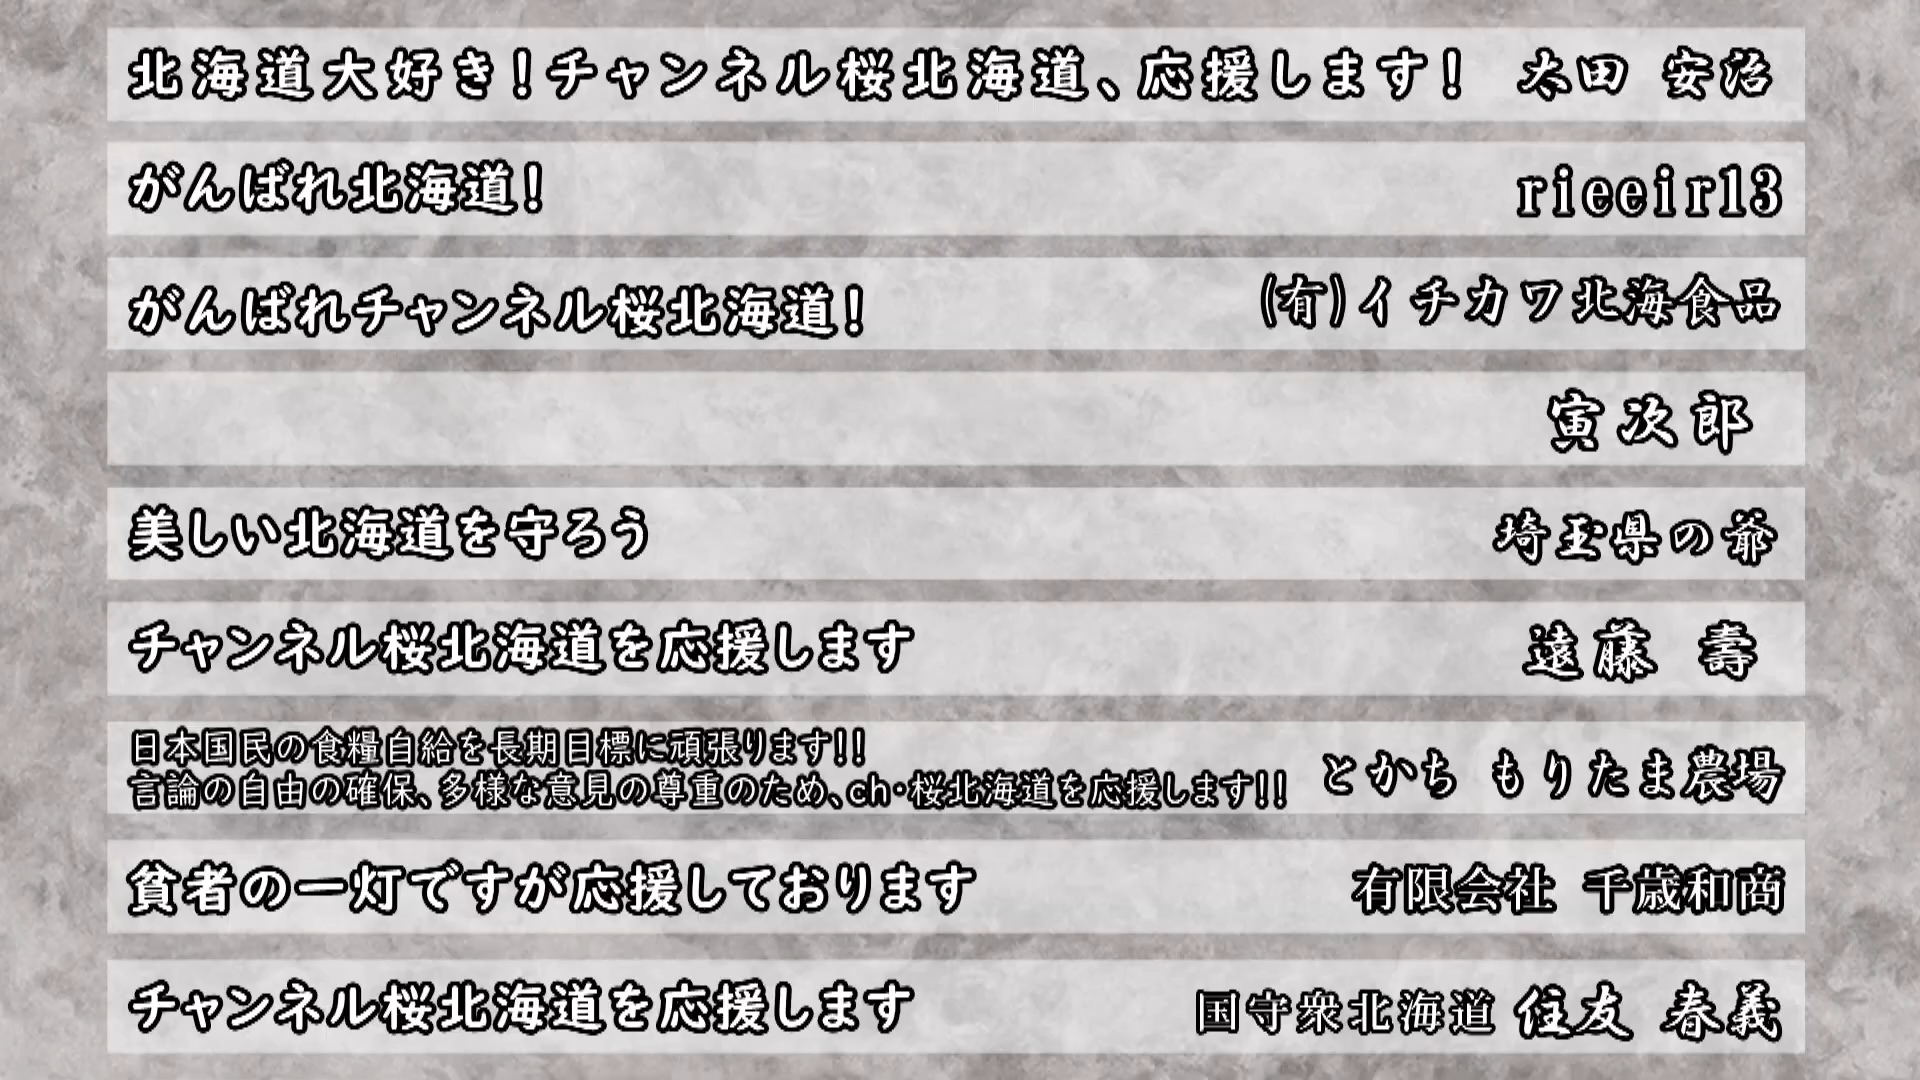 北海道大好き！チャンネル桜北海道、応援します！ 太田 安治
がんばれ北海道！ rieeir13
がんばれチャンネル桜北海道！ (有)イチカワ北海食品
寅次郎
美しい北海道を守ろう 埼玉県の爺
チャンネル桜北海道を応援します 遠藤 壽
日本国民の食糧自給を長期目標に頑張ります!!
言論の自由の確保、多様な意見の尊重のため、ch・桜北海道を応援します!! とかち もりたま農場
貧者の一灯ですが応援しております 有限会社 千歳和商
チャンネル桜北海道を応援します 国守衆北海道 住友 春義